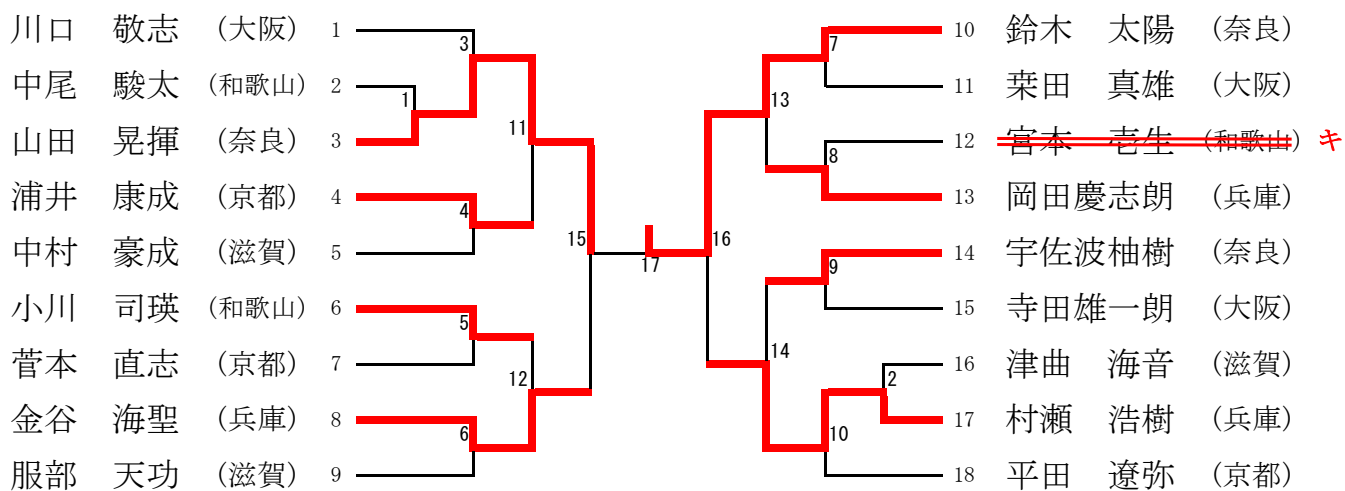 川口　敬志 (大阪) 1
中尾　駿太 (和歌山) 2
山田　晃揮 (奈良) 3
浦井　康成 (京都) 4
中村　豪成 (滋賀) 5
小川　司瑛 (和歌山) 6
菅本　直志 (京都) 7
金谷　海聖 (兵庫) 8
服部　天功 (滋賀) 9
3
1
11
4
15
5
12
6
17
7
13
8
16
9
14
2
10
10 鈴木　太陽 (奈良)
11 桒田　真雄 (大阪)
12 宮本　壱生 (和歌山) キ
13 岡田慶志朗 (兵庫)
14 宇佐波柚樹 (奈良)
15 寺田雄一朗 (大阪)
16 津曲　海音 (滋賀)
17 村瀬　浩樹 (兵庫)
18 平田　遼弥 (京都)